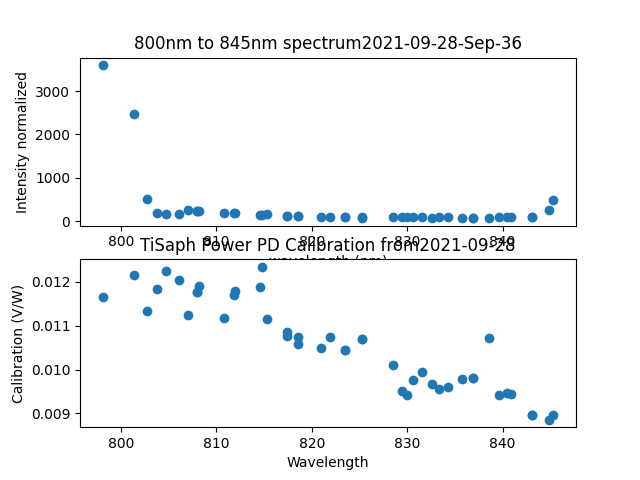 800nm to 845nm spectrum2021-09-28-Sep-36
Intensity normalized
3000
2000
1000
0
800 810 820 830 840
wavelength (nm)
TiSaph Power PD Calibration from2021-09-28
Calibration (V/W)
0.012
0.011
0.010
0.009
800 810 820 830 840
Wavelength